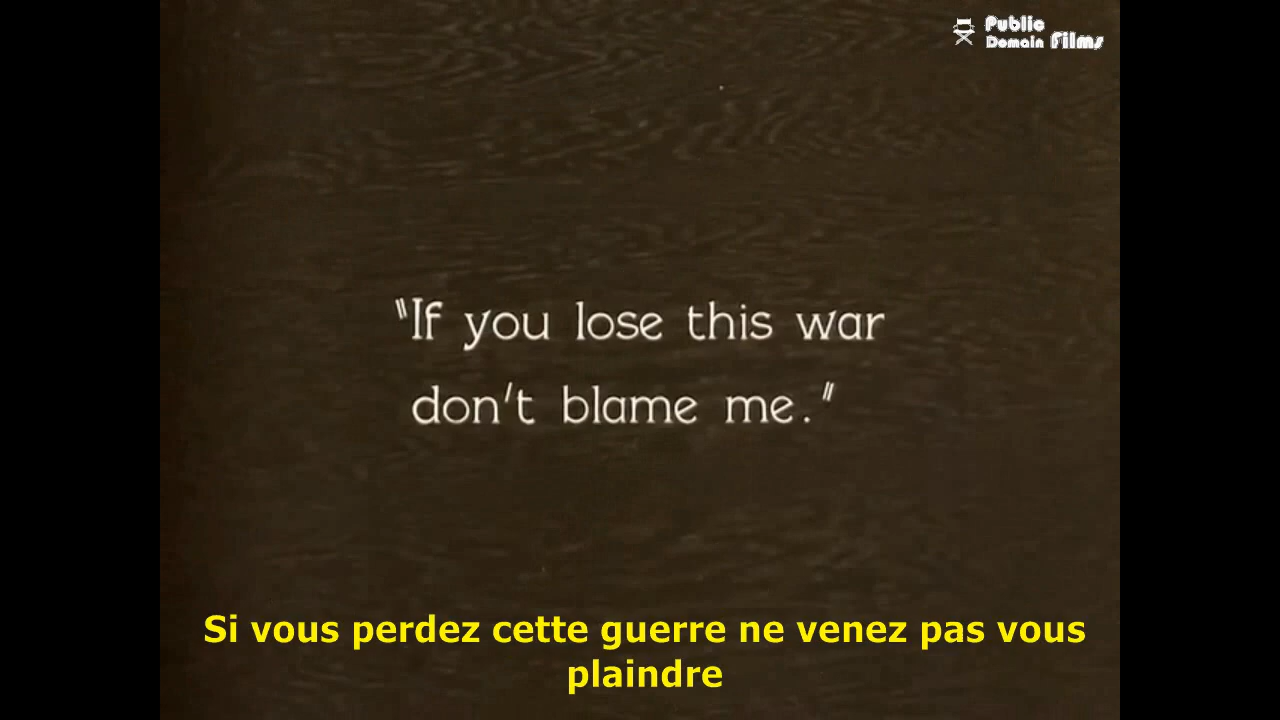 Public
Domain Films
"If you lose this war
don't blame me."
Si vous perdez cette guerre ne venez pas vous
plaindre